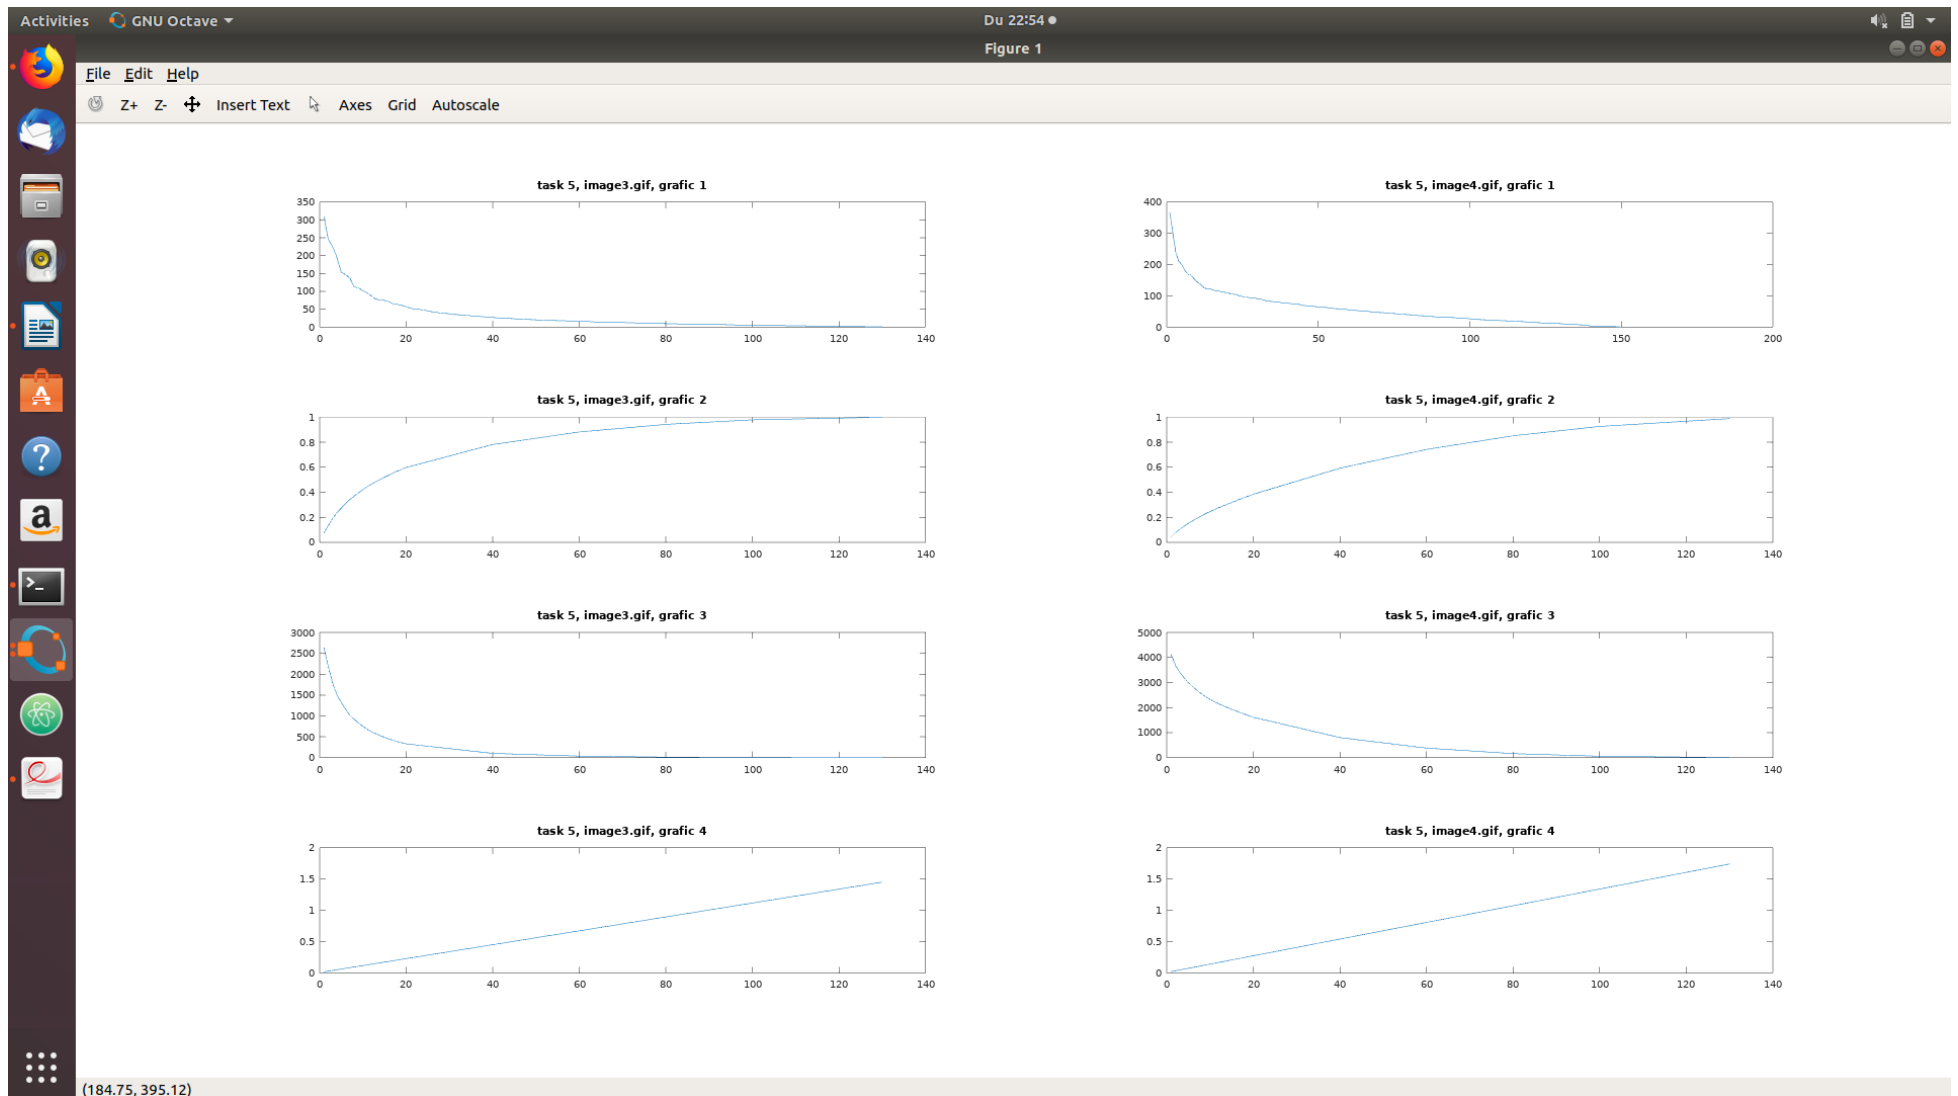 Activities GNU Octave Du 22:54
Figure 1
File Edit Help
Z+ Z- Insert Text Axes Grid Autoscale
task 5, image3.gif, grafic 1
350
300
250
200
150
100
50
0
0 20 40 60 80 100 120 140
task 5, image4.gif, grafic 1
400
300
200
100
0
0 50 100 150 200
task 5, image3.gif, grafic 2
1
0.8
0.6
0.4
0.2
0
0 20 40 60 80 100 120 140
task 5, image4.gif, grafic 2
1
0.8
0.6
0.4
0.2
0
0 20 40 60 80 100 120 140
task 5, image3.gif, grafic 3
3000
2500
2000
1500
1000
500
0
0 20 40 60 80 100 120 140
task 5, image4.gif, grafic 3
5000
4000
3000
2000
1000
0
0 20 40 60 80 100 120 140
task 5, image3.gif, grafic 4
2
1.5
1
0.5
0
0 20 40 60 80 100 120 140
task 5, image4.gif, grafic 4
2
1.5
1
0.5
0
0 20 40 60 80 100 120 140
(184.75, 395.12)